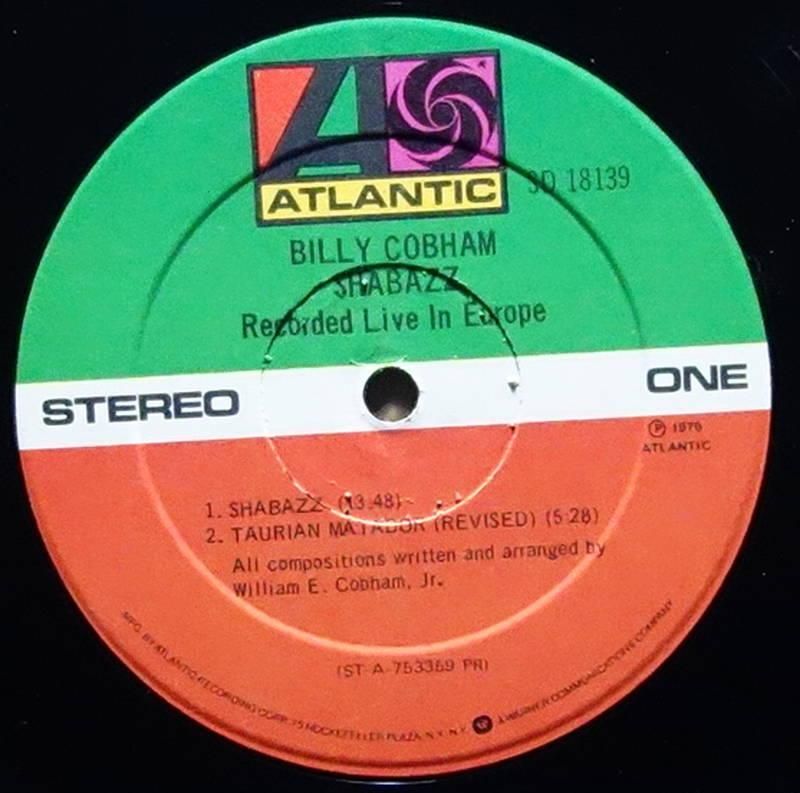 A
ATLANTIC
SD 18139
BILLY COBHAM
SHABAZZ
Recorded Live In Europe
STEREO
ONE
Ⓟ 1975
ATLANTIC
1. SHABAZZ (13:48)
2. TAURIAN MATADOR (REVISED) (5:28)
All compositions written and arranged by
William E. Cobham, Jr.
(ST-A-753369 PR)
MFG. BY ATLANTIC RECORDING CORP. 75 ROCKEFELLER PLAZA, N.Y. N.Y. A WARNER COMMUNICATIONS COMPANY